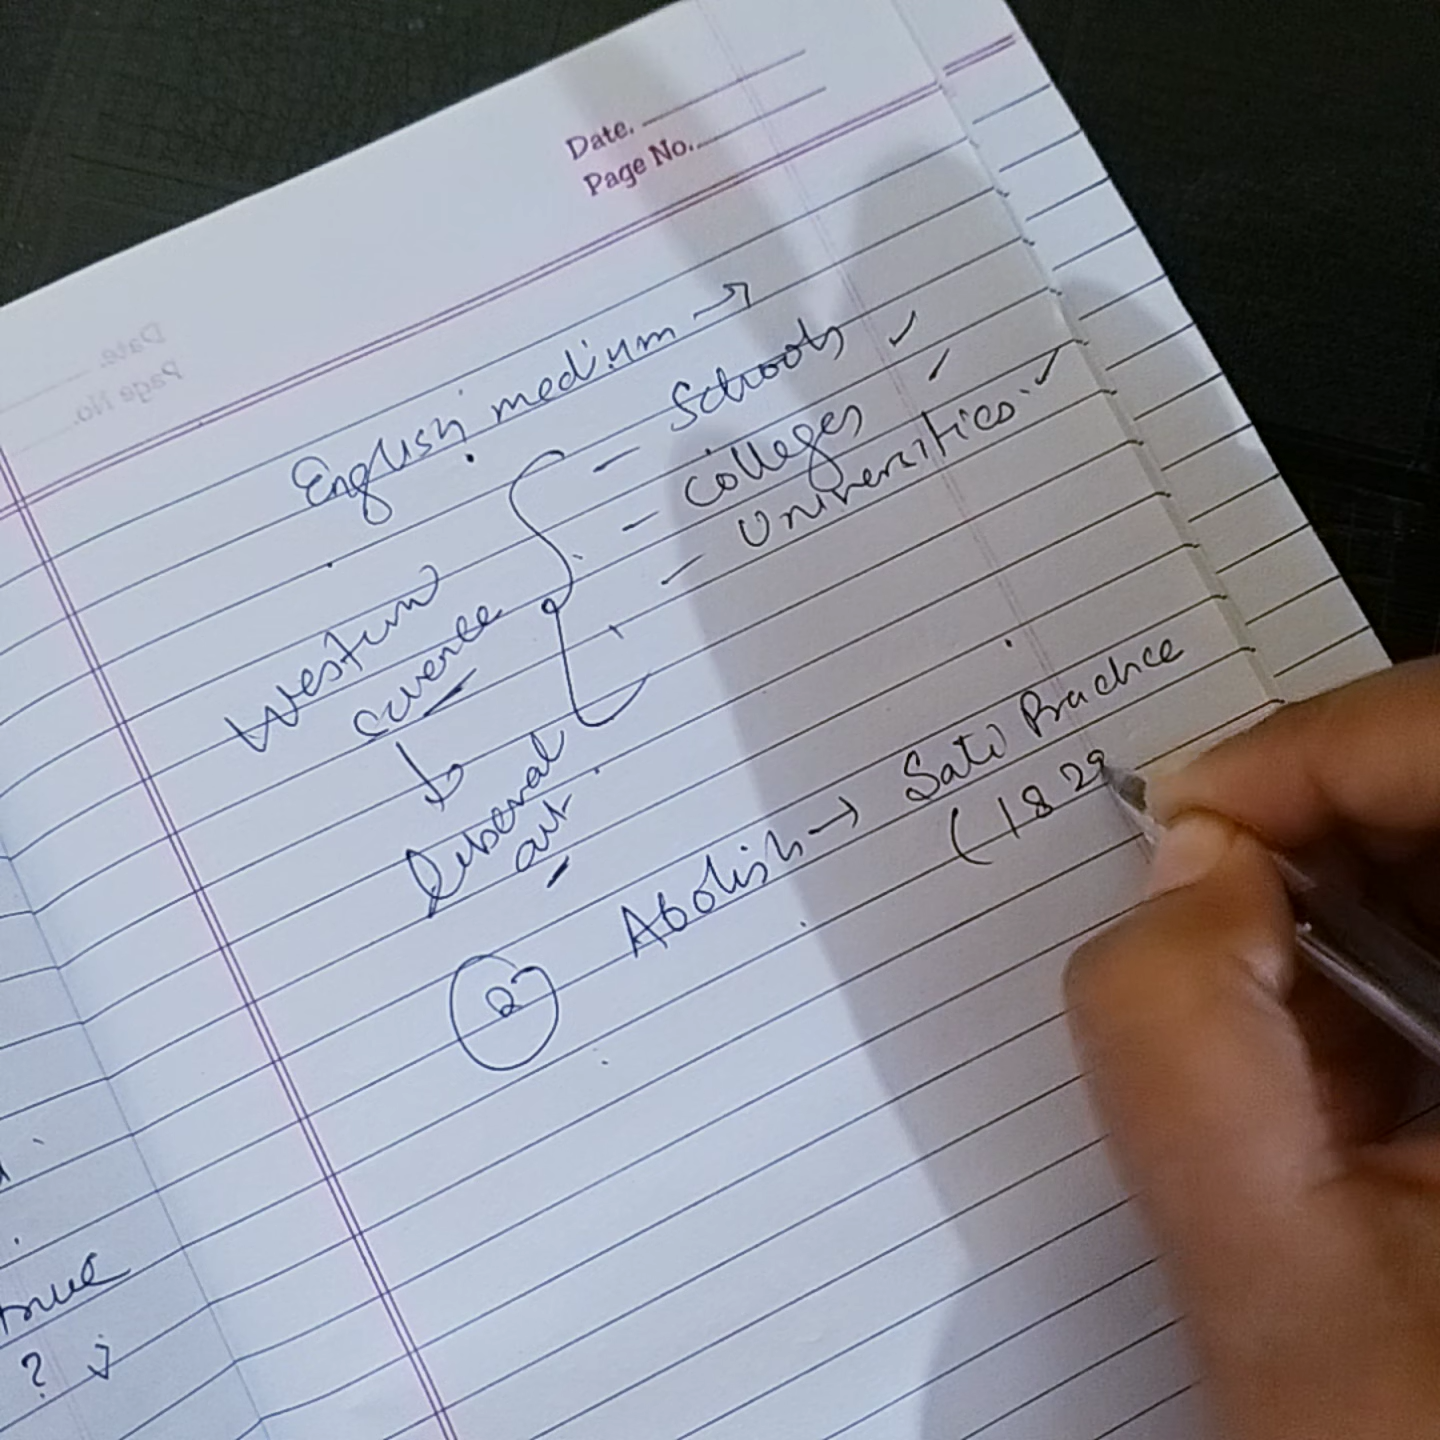 Date.
Page No.
English medium →
- Schools ✓
- Colleges ✓
- Universities ✓
Western
science
↓
liberal
art
② Abolish → Sati Practice
(1829
true
? ↓